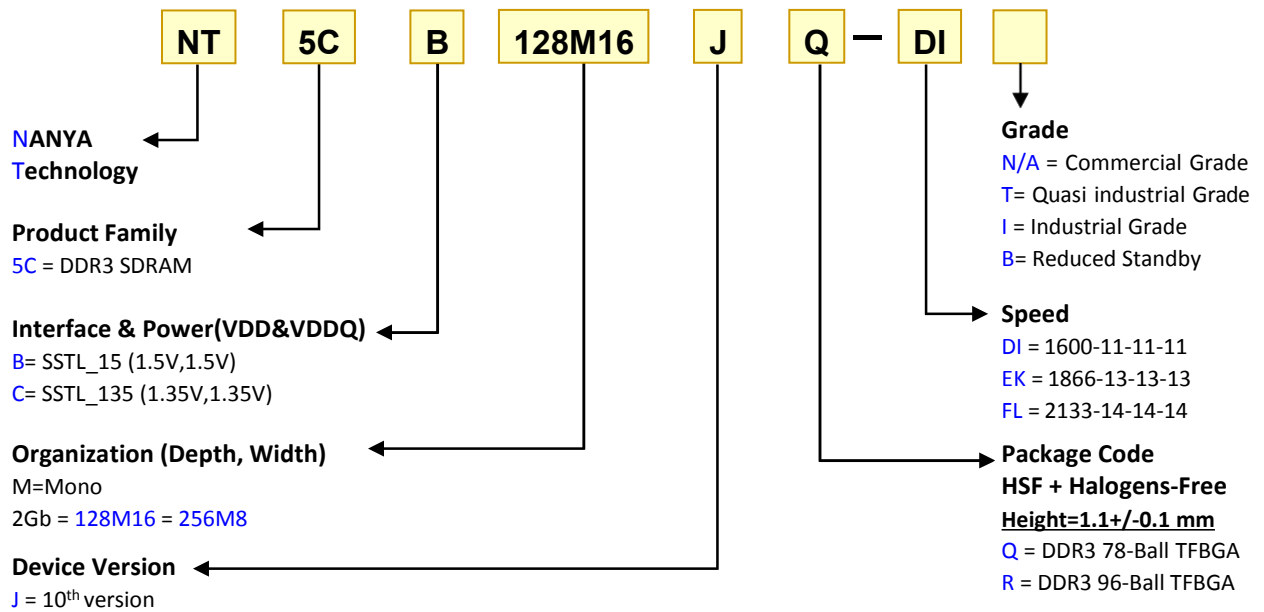 NT 5C B 128M16 J Q – DI
NANYA
Technology
Product Family
5C = DDR3 SDRAM
Interface & Power(VDD&VDDQ)
B= SSTL_15 (1.5V,1.5V)
C= SSTL_135 (1.35V,1.35V)
Organization (Depth, Width)
M=Mono
2Gb = 128M16 = 256M8
Device Version
J = 10th version
Grade
N/A = Commercial Grade
T= Quasi industrial Grade
I = Industrial Grade
B= Reduced Standby
Speed
DI = 1600-11-11-11
EK = 1866-13-13-13
FL = 2133-14-14-14
Package Code
HSF + Halogens-Free
Height=1.1+/-0.1 mm
Q = DDR3 78-Ball TFBGA
R = DDR3 96-Ball TFBGA